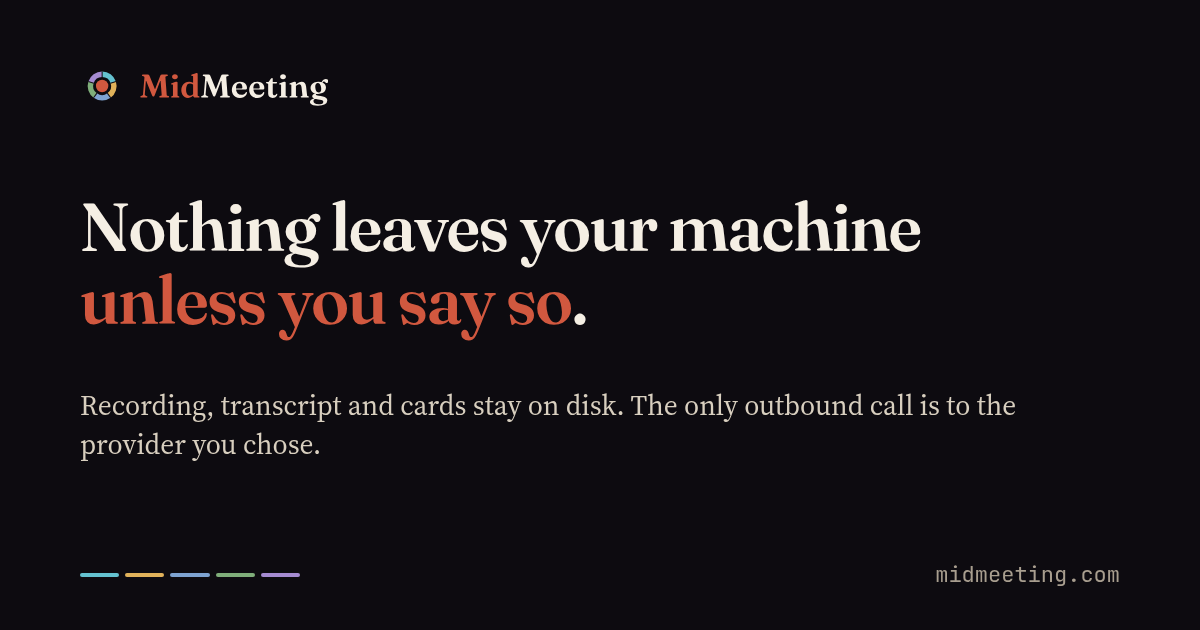 MidMeeting
Nothing leaves your machine
unless you say so.
Recording, transcript and cards stay on disk. The only outbound call is to the
provider you chose.
midmeeting.com